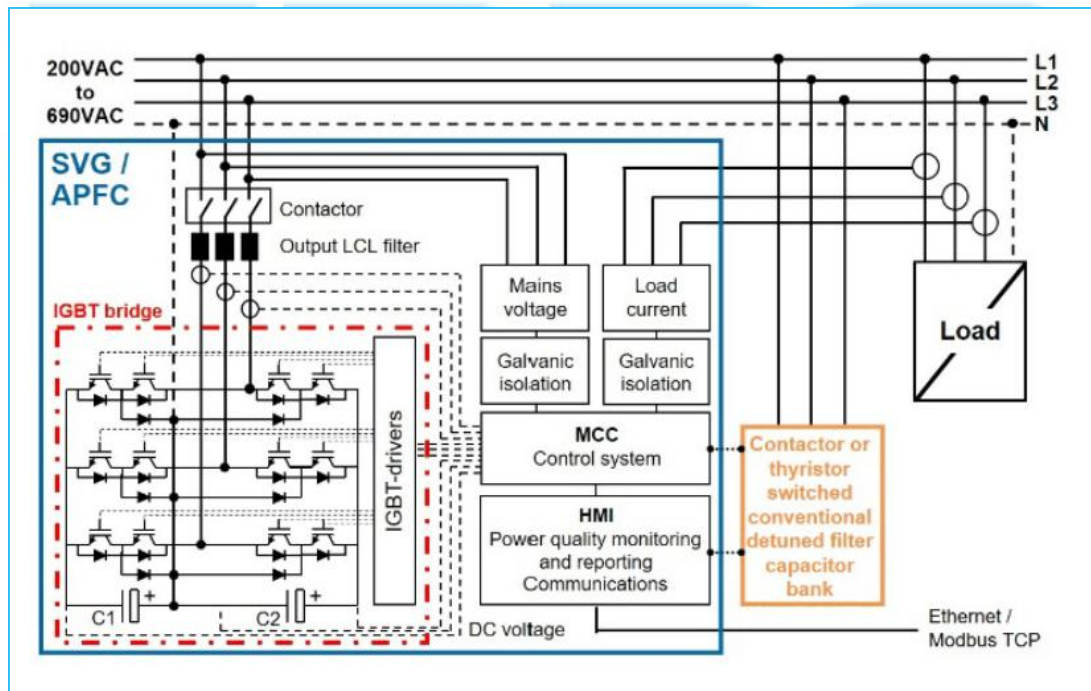 200VAC
to
690VAC
L1
L2
L3
N
SVG /
APFC
Contactor
Output LCL filter
IGBT bridge
Mains
voltage
Load
current
Load
Galvanic
isolation
Galvanic
isolation
IGBT-drivers
MCC
Control system
Contactor or
thyristor
switched
conventional
detuned filter
capacitor
bank
HMI
Power quality monitoring
and reporting
Communications
C1
+
C2
+
DC voltage
Ethernet /
Modbus TCP